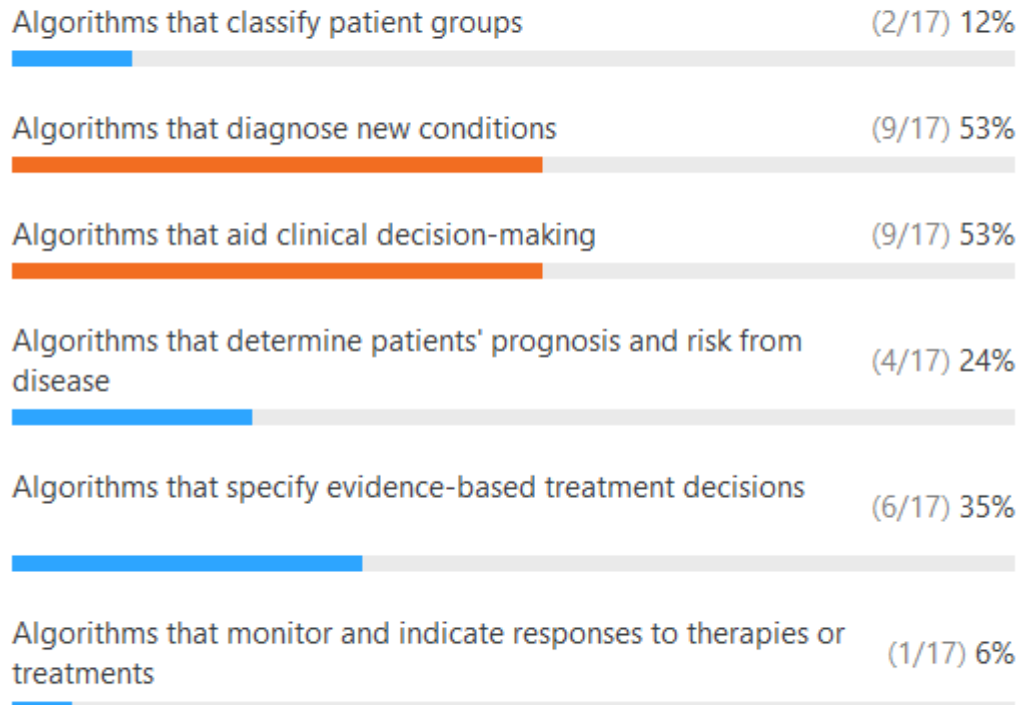 Algorithms that classify patient groups (2/17) 12%
Algorithms that diagnose new conditions (9/17) 53%
Algorithms that aid clinical decision-making (9/17) 53%
Algorithms that determine patients' prognosis and risk from
disease (4/17) 24%
Algorithms that specify evidence-based treatment decisions
(6/17) 35%
Algorithms that monitor and indicate responses to therapies or
treatments (1/17) 6%